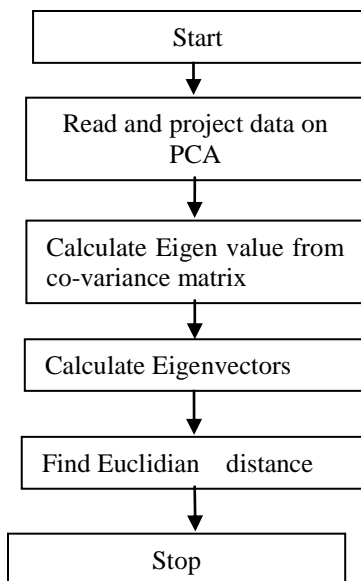 Start
Read and project data on
PCA
Calculate Eigen value from
co-variance matrix
Calculate Eigenvectors
Find Euclidian distance
Stop